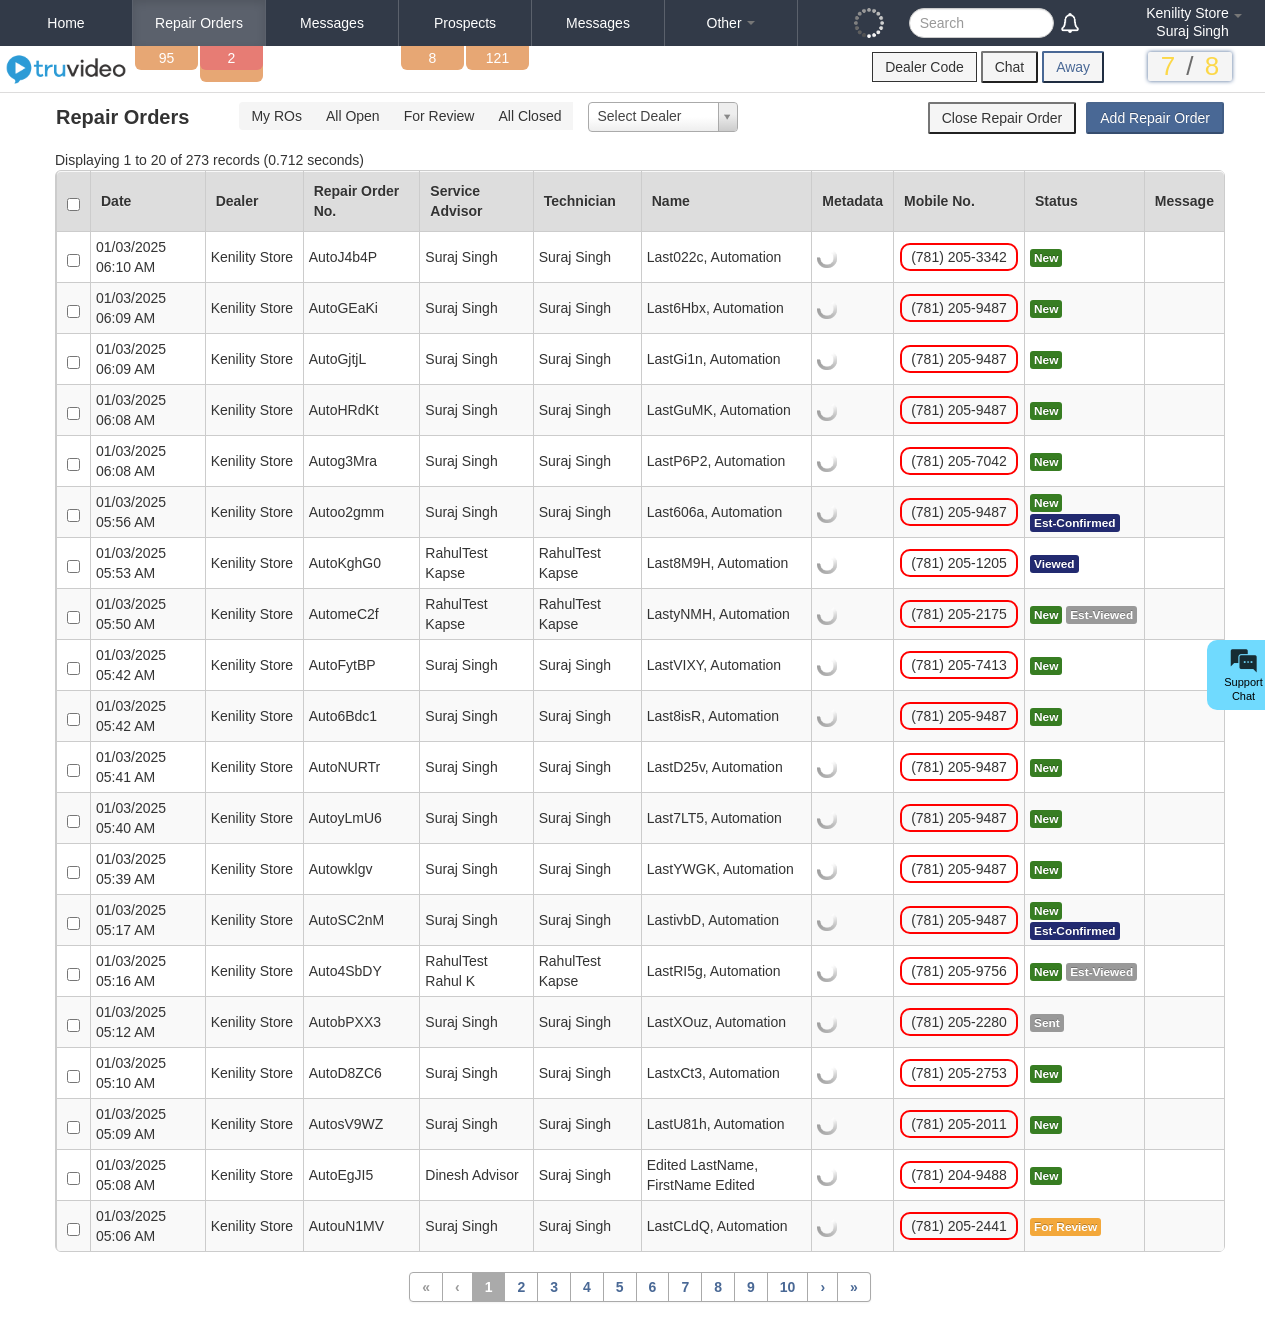 Home Repair Orders Messages Prospects Messages Other Search Kenility Store
Suraj Singh
95 2 8 121
truvideo Dealer Code Chat Away 7 / 8
Repair Orders My ROs All Open For Review All Closed Select Dealer Close Repair Order Add Repair Order
Displaying 1 to 20 of 273 records (0.712 seconds)
Date Dealer Repair Order No. Service Advisor Technician Name Metadata Mobile No. Status Message
01/03/2025 06:10 AM Kenility Store AutoJ4b4P Suraj Singh Suraj Singh Last022c, Automation (781) 205-3342 New
01/03/2025 06:09 AM Kenility Store AutoGEaKi Suraj Singh Suraj Singh Last6Hbx, Automation (781) 205-9487 New
01/03/2025 06:09 AM Kenility Store AutoGjtjL Suraj Singh Suraj Singh LastGi1n, Automation (781) 205-9487 New
01/03/2025 06:08 AM Kenility Store AutoHRdKt Suraj Singh Suraj Singh LastGuMK, Automation (781) 205-9487 New
01/03/2025 06:08 AM Kenility Store Autog3Mra Suraj Singh Suraj Singh LastP6P2, Automation (781) 205-7042 New
01/03/2025 05:56 AM Kenility Store Autoo2gmm Suraj Singh Suraj Singh Last606a, Automation (781) 205-9487 New Est-Confirmed
01/03/2025 05:53 AM Kenility Store AutoKghG0 RahulTest Kapse RahulTest Kapse Last8M9H, Automation (781) 205-1205 Viewed
01/03/2025 05:50 AM Kenility Store AutomeC2f RahulTest Kapse RahulTest Kapse LastyNMH, Automation (781) 205-2175 New Est-Viewed
01/03/2025 05:42 AM Kenility Store AutoFytBP Suraj Singh Suraj Singh LastVIXY, Automation (781) 205-7413 New
Support Chat
01/03/2025 05:42 AM Kenility Store Auto6Bdc1 Suraj Singh Suraj Singh Last8isR, Automation (781) 205-9487 New
01/03/2025 05:41 AM Kenility Store AutoNURTr Suraj Singh Suraj Singh LastD25v, Automation (781) 205-9487 New
01/03/2025 05:40 AM Kenility Store AutoyLmU6 Suraj Singh Suraj Singh Last7LT5, Automation (781) 205-9487 New
01/03/2025 05:39 AM Kenility Store Autowklgv Suraj Singh Suraj Singh LastYWGK, Automation (781) 205-9487 New
01/03/2025 05:17 AM Kenility Store AutoSC2nM Suraj Singh Suraj Singh LastivbD, Automation (781) 205-9487 New Est-Confirmed
01/03/2025 05:16 AM Kenility Store Auto4SbDY RahulTest Rahul K RahulTest Kapse LastRI5g, Automation (781) 205-9756 New Est-Viewed
01/03/2025 05:12 AM Kenility Store AutobPXX3 Suraj Singh Suraj Singh LastXOuz, Automation (781) 205-2280 Sent
01/03/2025 05:10 AM Kenility Store AutoD8ZC6 Suraj Singh Suraj Singh LastxCt3, Automation (781) 205-2753 New
01/03/2025 05:09 AM Kenility Store AutosV9WZ Suraj Singh Suraj Singh LastU81h, Automation (781) 205-2011 New
01/03/2025 05:08 AM Kenility Store AutoEgJI5 Dinesh Advisor Suraj Singh Edited LastName, FirstName Edited (781) 204-9488 New
01/03/2025 05:06 AM Kenility Store AutouN1MV Suraj Singh Suraj Singh LastCLdQ, Automation (781) 205-2441 For Review
« ‹ 1 2 3 4 5 6 7 8 9 10 › »